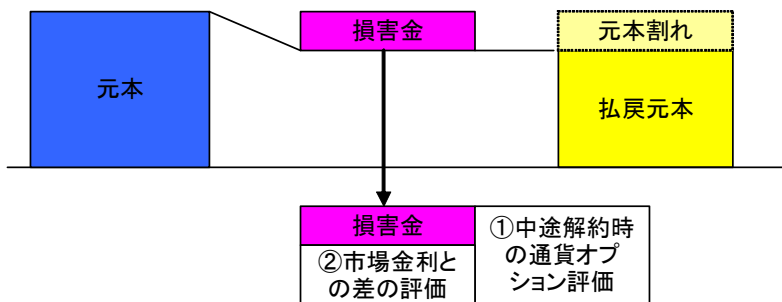 元本
損害金
元本割れ
払戻元本
損害金
①中途解約時
の通貨オプ
ション評価
②市場金利と
の差の評価